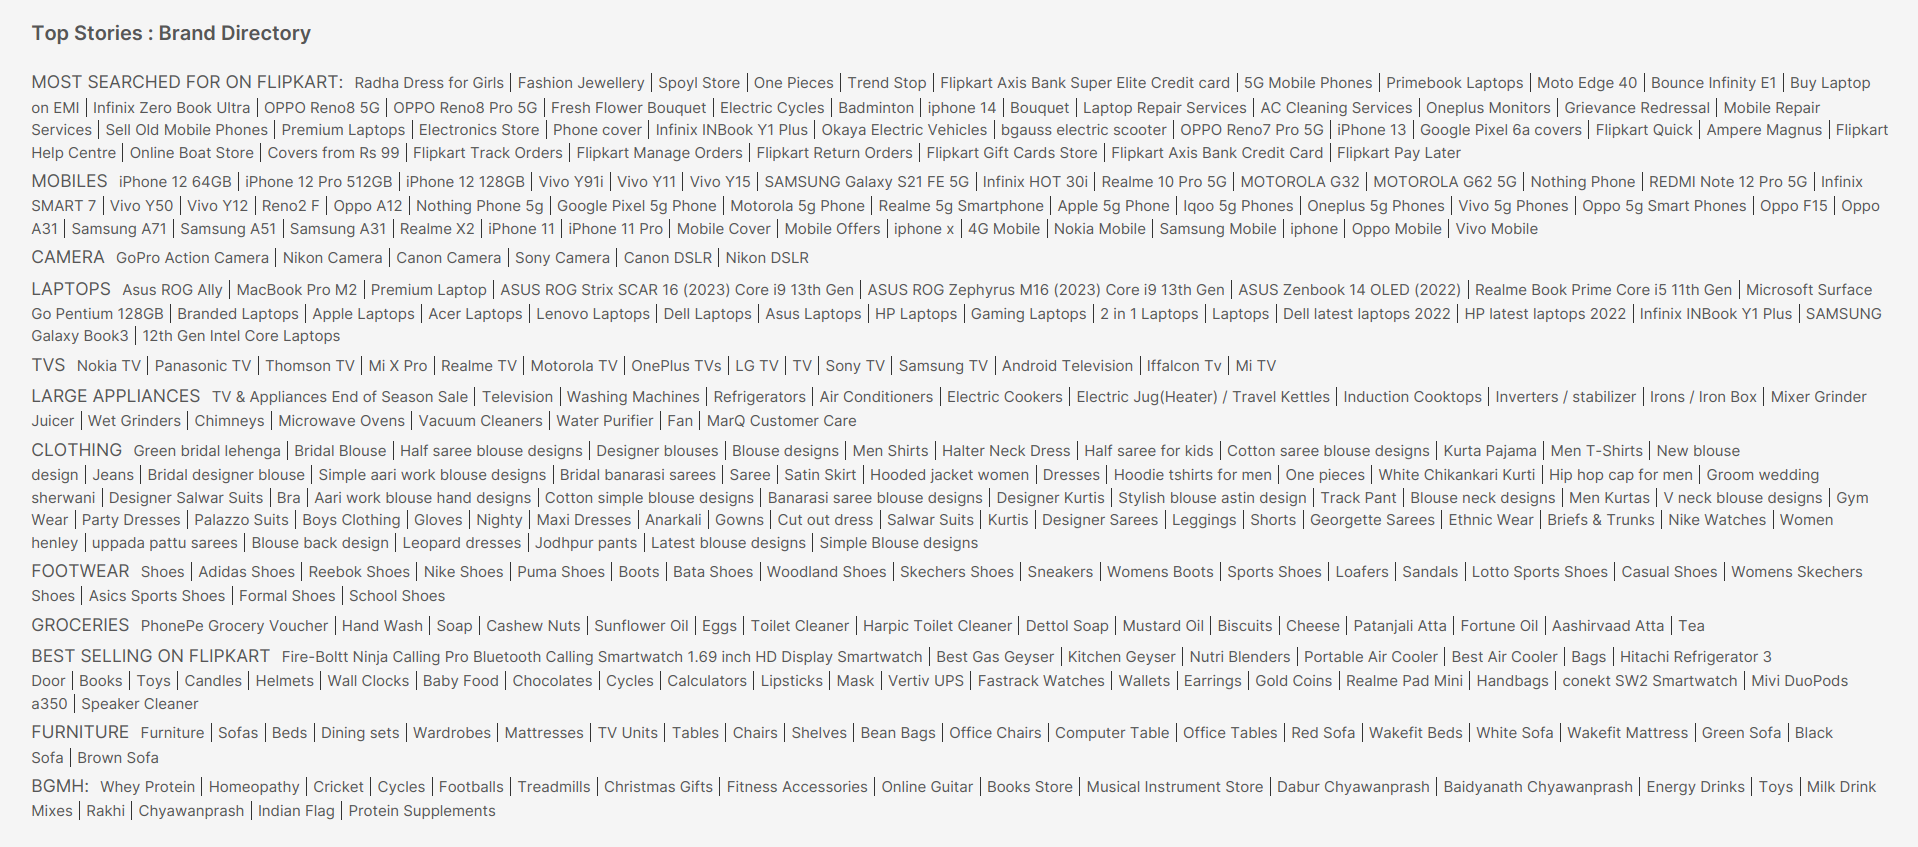 Top Stories : Brand Directory
MOST SEARCHED FOR ON FLIPKART: Radha Dress for Girls | Fashion Jewellery | Spoyl Store | One Pieces | Trend Stop | Flipkart Axis Bank Super Elite Credit card | 5G Mobile Phones | Primebook Laptops | Moto Edge 40 | Bounce Infinity E1 | Buy Laptop
on EMI | Infinix Zero Book Ultra | OPPO Reno8 5G | OPPO Reno8 Pro 5G | Fresh Flower Bouquet | Electric Cycles | Badminton | iphone 14 | Bouquet | Laptop Repair Services | AC Cleaning Services | Oneplus Monitors | Grievance Redressal | Mobile Repair
Services | Sell Old Mobile Phones | Premium Laptops | Electronics Store | Phone cover | Infinix INBook Y1 Plus | Okaya Electric Vehicles | bgauss electric scooter | OPPO Reno7 Pro 5G | iPhone 13 | Google Pixel 6a covers | Flipkart Quick | Ampere Magnus | Flipkart
Help Centre | Online Boat Store | Covers from Rs 99 | Flipkart Track Orders | Flipkart Manage Orders | Flipkart Return Orders | Flipkart Gift Cards Store | Flipkart Axis Bank Credit Card | Flipkart Pay Later
MOBILES iPhone 12 64GB | iPhone 12 Pro 512GB | iPhone 12 128GB | Vivo Y91i | Vivo Y11 | Vivo Y15 | SAMSUNG Galaxy S21 FE 5G | Infinix HOT 30i | Realme 10 Pro 5G | MOTOROLA G32 | MOTOROLA G62 5G | Nothing Phone | REDMI Note 12 Pro 5G | Infinix
SMART 7 | Vivo Y50 | Vivo Y12 | Reno2 F | Oppo A12 | Nothing Phone 5g | Google Pixel 5g Phone | Motorola 5g Phone | Realme 5g Smartphone | Apple 5g Phone | Iqoo 5g Phones | Oneplus 5g Phones | Vivo 5g Phones | Oppo 5g Smart Phones | Oppo F15 | Oppo
A31 | Samsung A71 | Samsung A51 | Samsung A31 | Realme X2 | iPhone 11 | iPhone 11 Pro | Mobile Cover | Mobile Offers | iphone x | 4G Mobile | Nokia Mobile | Samsung Mobile | iphone | Oppo Mobile | Vivo Mobile
CAMERA GoPro Action Camera | Nikon Camera | Canon Camera | Sony Camera | Canon DSLR | Nikon DSLR
LAPTOPS Asus ROG Ally | MacBook Pro M2 | Premium Laptop | ASUS ROG Strix SCAR 16 (2023) Core i9 13th Gen | ASUS ROG Zephyrus M16 (2023) Core i9 13th Gen | ASUS Zenbook 14 OLED (2022) | Realme Book Prime Core i5 11th Gen | Microsoft Surface
Go Pentium 128GB | Branded Laptops | Apple Laptops | Acer Laptops | Lenovo Laptops | Dell Laptops | Asus Laptops | HP Laptops | Gaming Laptops | 2 in 1 Laptops | Laptops | Dell latest laptops 2022 | HP latest laptops 2022 | Infinix INBook Y1 Plus | SAMSUNG
Galaxy Book3 | 12th Gen Intel Core Laptops
TVS Nokia TV | Panasonic TV | Thomson TV | Mi X Pro | Realme TV | Motorola TV | OnePlus TVs | LG TV | TV | Sony TV | Samsung TV | Android Television | Iffalcon Tv | Mi TV
LARGE APPLIANCES TV & Appliances End of Season Sale | Television | Washing Machines | Refrigerators | Air Conditioners | Electric Cookers | Electric Jug(Heater) / Travel Kettles | Induction Cooktops | Inverters / stabilizer | Irons / Iron Box | Mixer Grinder
Juicer | Wet Grinders | Chimneys | Microwave Ovens | Vacuum Cleaners | Water Purifier | Fan | MarQ Customer Care
CLOTHING Green bridal lehenga | Bridal Blouse | Half saree blouse designs | Designer blouses | Blouse designs | Men Shirts | Halter Neck Dress | Half saree for kids | Cotton saree blouse designs | Kurta Pajama | Men T-Shirts | New blouse
design | Jeans | Bridal designer blouse | Simple aari work blouse designs | Bridal banarasi sarees | Saree | Satin Skirt | Hooded jacket women | Dresses | Hoodie tshirts for men | One pieces | White Chikankari Kurti | Hip hop cap for men | Groom wedding
sherwani | Designer Salwar Suits | Bra | Aari work blouse hand designs | Cotton simple blouse designs | Banarasi saree blouse designs | Designer Kurtis | Stylish blouse astin design | Track Pant | Blouse neck designs | Men Kurtas | V neck blouse designs | Gym
Wear | Party Dresses | Palazzo Suits | Boys Clothing | Gloves | Nighty | Maxi Dresses | Anarkali | Gowns | Cut out dress | Salwar Suits | Kurtis | Designer Sarees | Leggings | Shorts | Georgette Sarees | Ethnic Wear | Briefs & Trunks | Nike Watches | Women
henley | uppada pattu sarees | Blouse back design | Leopard dresses | Jodhpur pants | Latest blouse designs | Simple Blouse designs
FOOTWEAR Shoes | Adidas Shoes | Reebok Shoes | Nike Shoes | Puma Shoes | Boots | Bata Shoes | Woodland Shoes | Skechers Shoes | Sneakers | Womens Boots | Sports Shoes | Loafers | Sandals | Lotto Sports Shoes | Casual Shoes | Womens Skechers
Shoes | Asics Sports Shoes | Formal Shoes | School Shoes
GROCERIES PhonePe Grocery Voucher | Hand Wash | Soap | Cashew Nuts | Sunflower Oil | Eggs | Toilet Cleaner | Harpic Toilet Cleaner | Dettol Soap | Mustard Oil | Biscuits | Cheese | Patanjali Atta | Fortune Oil | Aashirvaad Atta | Tea
BEST SELLING ON FLIPKART Fire-Boltt Ninja Calling Pro Bluetooth Calling Smartwatch 1.69 inch HD Display Smartwatch | Best Gas Geyser | Kitchen Geyser | Nutri Blenders | Portable Air Cooler | Best Air Cooler | Bags | Hitachi Refrigerator 3
Door | Books | Toys | Candles | Helmets | Wall Clocks | Baby Food | Chocolates | Cycles | Calculators | Lipsticks | Mask | Vertiv UPS | Fastrack Watches | Wallets | Earrings | Gold Coins | Realme Pad Mini | Handbags | conekt SW2 Smartwatch | Mivi DuoPods
a350 | Speaker Cleaner
FURNITURE Furniture | Sofas | Beds | Dining sets | Wardrobes | Mattresses | TV Units | Tables | Chairs | Shelves | Bean Bags | Office Chairs | Computer Table | Office Tables | Red Sofa | Wakefit Beds | White Sofa | Wakefit Mattress | Green Sofa | Black
Sofa | Brown Sofa
BGMH: Whey Protein | Homeopathy | Cricket | Cycles | Footballs | Treadmills | Christmas Gifts | Fitness Accessories | Online Guitar | Books Store | Musical Instrument Store | Dabur Chyawanprash | Baidyanath Chyawanprash | Energy Drinks | Toys | Milk Drink
Mixes | Rakhi | Chyawanprash | Indian Flag | Protein Supplements